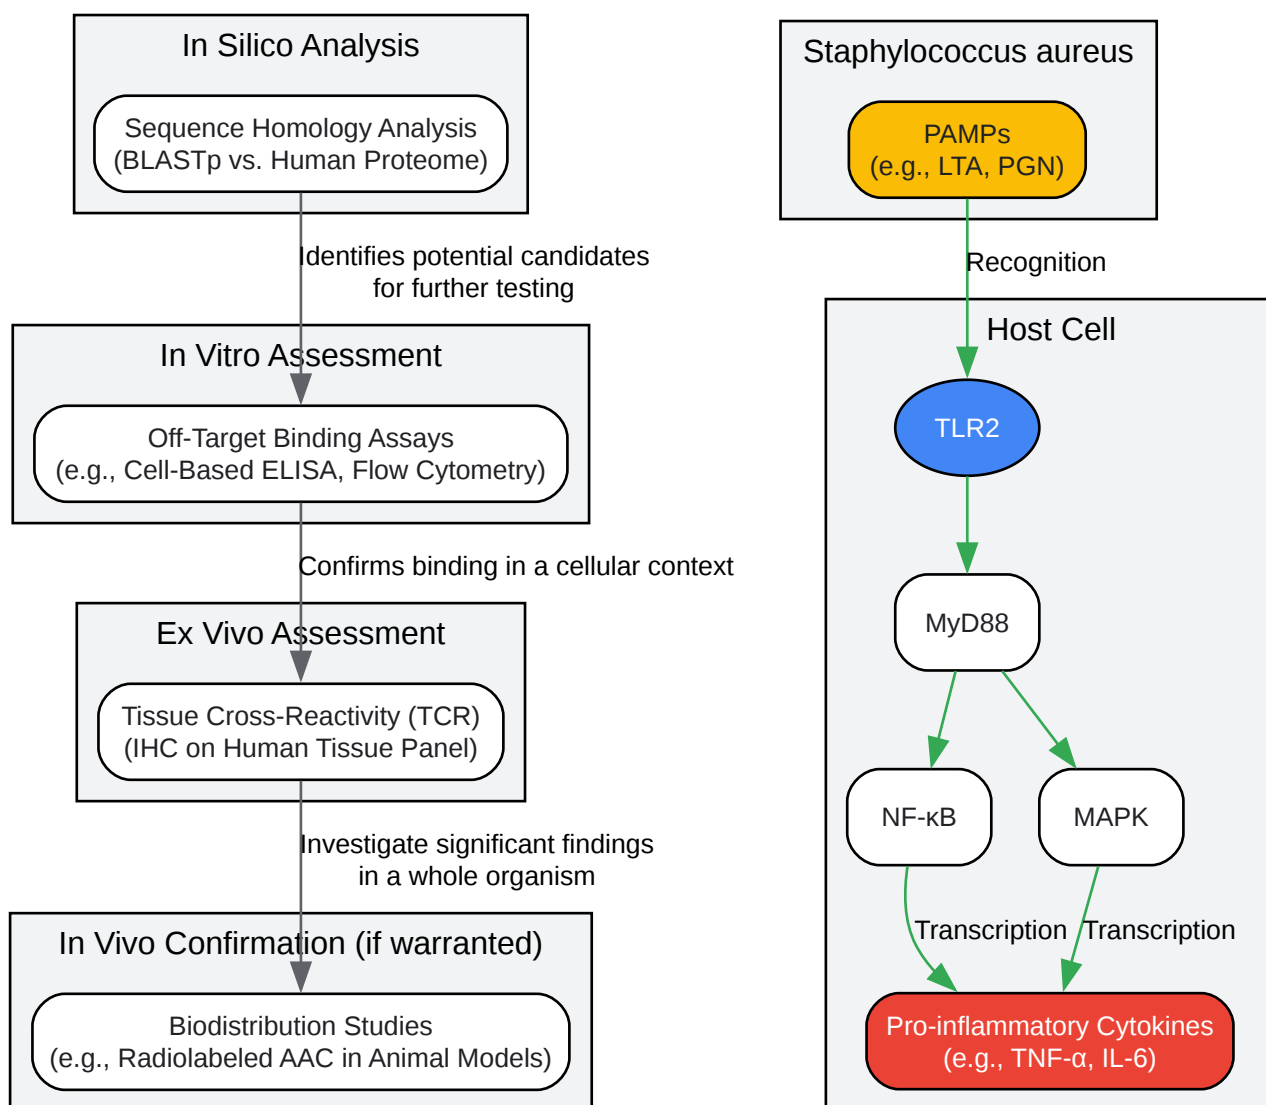 In Silico Analysis
Sequence Homology Analysis
(BLASTp vs. Human Proteome)
Identifies potential candidates
for further testing
In Vitro Assessment
Off-Target Binding Assays
(e.g., Cell-Based ELISA, Flow Cytometry)
Confirms binding in a cellular context
Ex Vivo Assessment
Tissue Cross-Reactivity (TCR)
(IHC on Human Tissue Panel)
Investigate significant findings
in a whole organism
In Vivo Confirmation (if warranted)
Biodistribution Studies
(e.g., Radiolabeled AAC in Animal Models)
Staphylococcus aureus
PAMPs
(e.g., LTA, PGN)
Recognition
Host Cell
TLR2
MyD88
NF-κB
MAPK
Transcription
Transcription
Pro-inflammatory Cytokines
(e.g., TNF-α, IL-6)